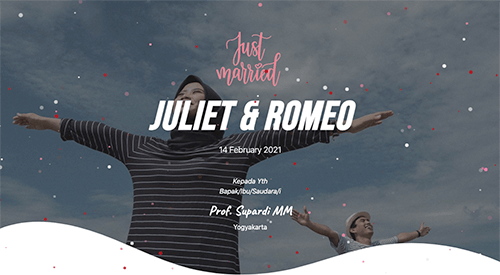 Just
married
JULIET & ROMEO
14 February 2021
Kepada Yth
Bapak/Ibu/Saudara/i
Prof. Supardi MM
Yogyakarta